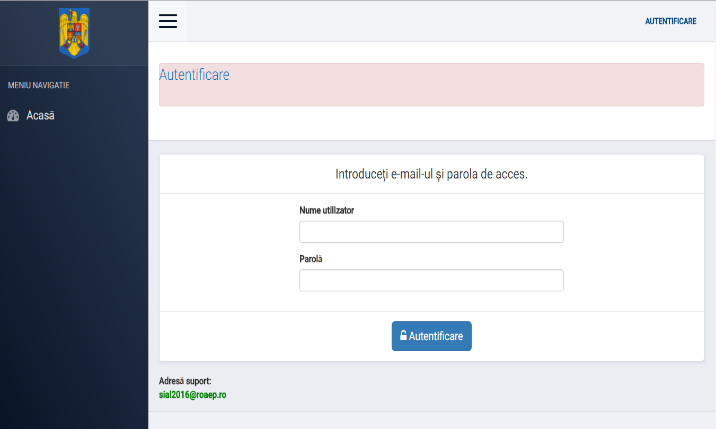 AUTENTIFICARE
Autentificare
MENIU NAVIGATIE
Acasă
Introduceți e-mail-ul și parola de acces.
Nume utilizator
Parolă
Autentificare
Adresă suport:
sial2016@roaep.ro